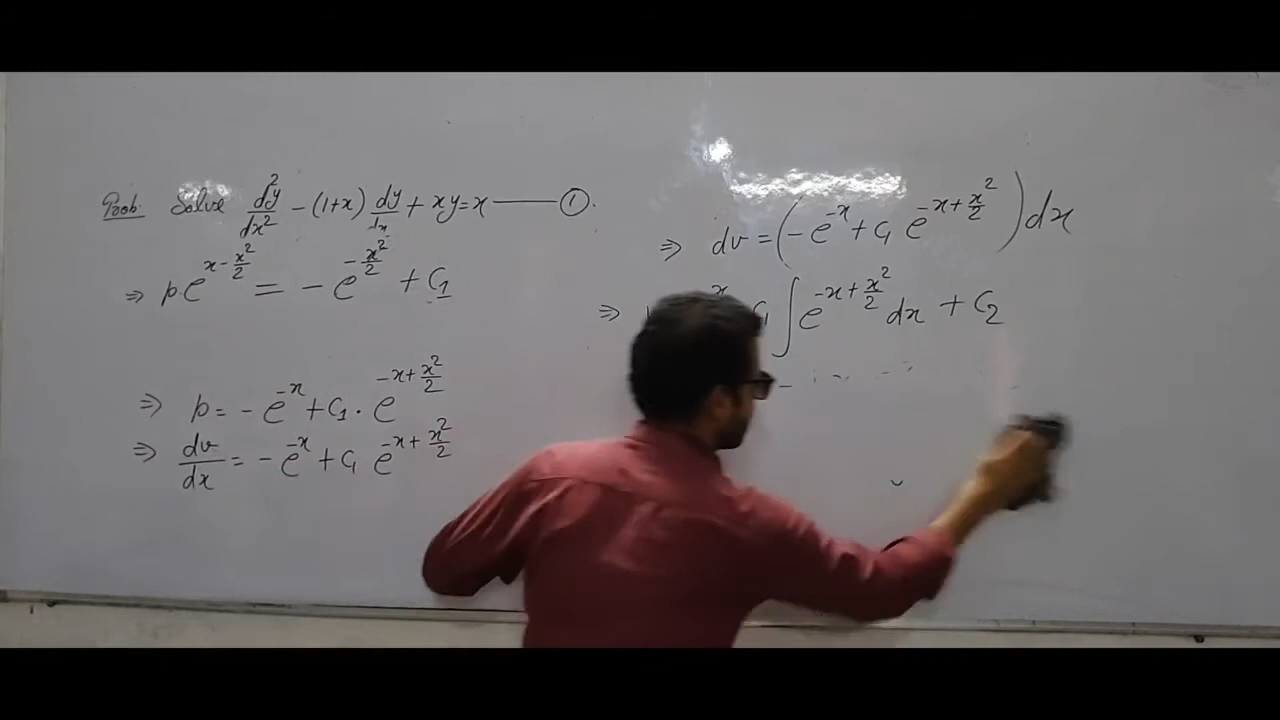 Prob. Solve d²y/dx² - (1+x) dy/dx + xy = x —— ①.
⇒ p.e^(x - x²/2) = - e^(-x²/2) + C₁
⇒ p = - e^(-x) + C₁ . e^(-x + x²/2)
⇒ dv/dx = - e^(-x) + C₁ e^(-x + x²/2)
⇒ dv = (- e^(-x) + C₁ e^(-x + x²/2)) dx
⇒ C₁ ∫ e^(-x + x²/2) dx + C₂